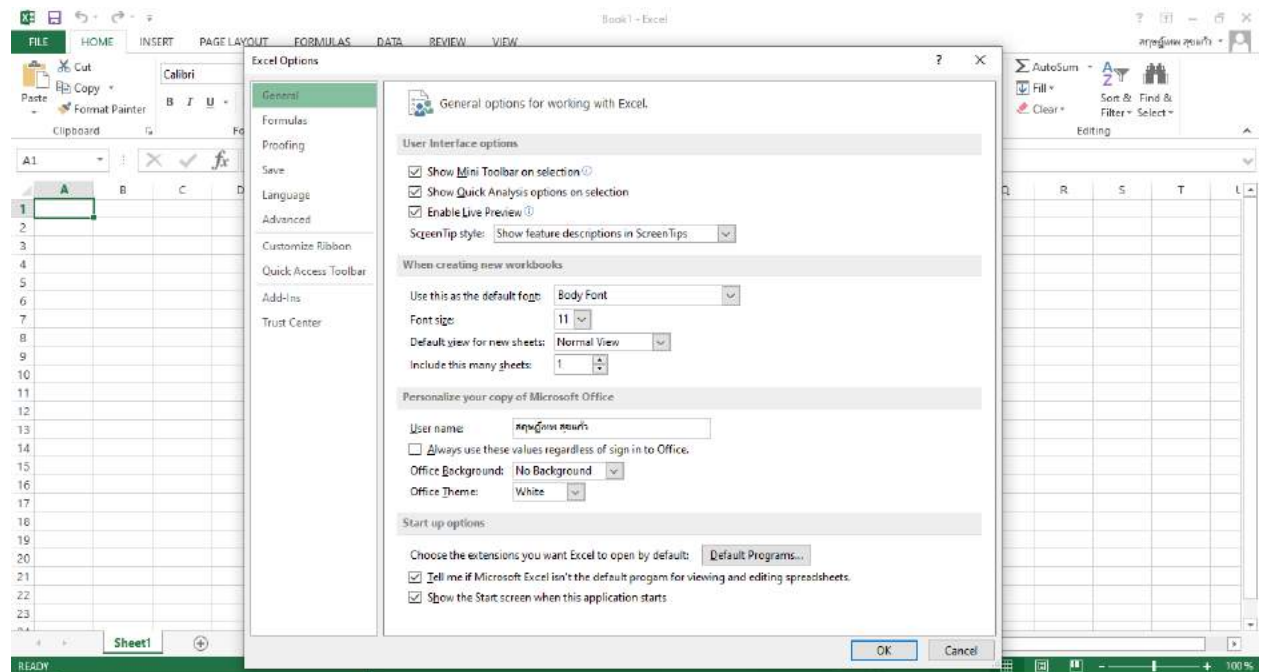 Book1 - Excel
FILE HOME INSERT PAGE LAYOUT FORMULAS DATA REVIEW VIEW
Cut
Copy
Paste
Format Painter
Clipboard
Calibri
B I U
AutoSum
Fill
Clear
Sort & Filter
Find & Select
Editing
A1
fx
A B C D R S T
1
2
3
4
5
6
7
8
9
10
11
12
13
14
15
16
17
18
19
20
21
22
23
Excel Options ?
General
Formulas
Proofing
Save
Language
Advanced
Customize Ribbon
Quick Access Toolbar
Add-Ins
Trust Center
General options for working with Excel.
User Interface options
Show Mini Toolbar on selection
Show Quick Analysis options on selection
Enable Live Preview
ScreenTip style: Show feature descriptions in ScreenTips
When creating new workbooks
Use this as the default font: Body Font
Font size: 11
Default view for new sheets: Normal View
Include this many sheets: 1
Personalize your copy of Microsoft Office
User name:
Always use these values regardless of sign in to Office.
Office Background: No Background
Office Theme: White
Start up options
Choose the extensions you want Excel to open by default: Default Programs...
Tell me if Microsoft Excel isn't the default progam for viewing and editing spreadsheets.
Show the Start screen when this application starts
OK Cancel
Sheet1
READY
100%